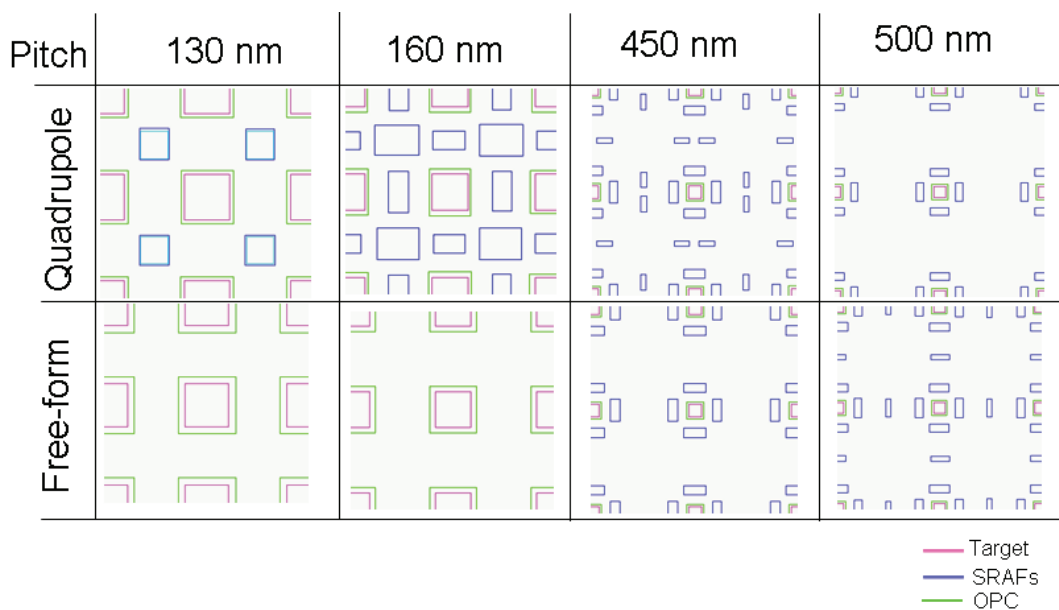 Pitch 130 nm 160 nm 450 nm 500 nm
Quadrupole
Free-form
Target
SRAFs
OPC